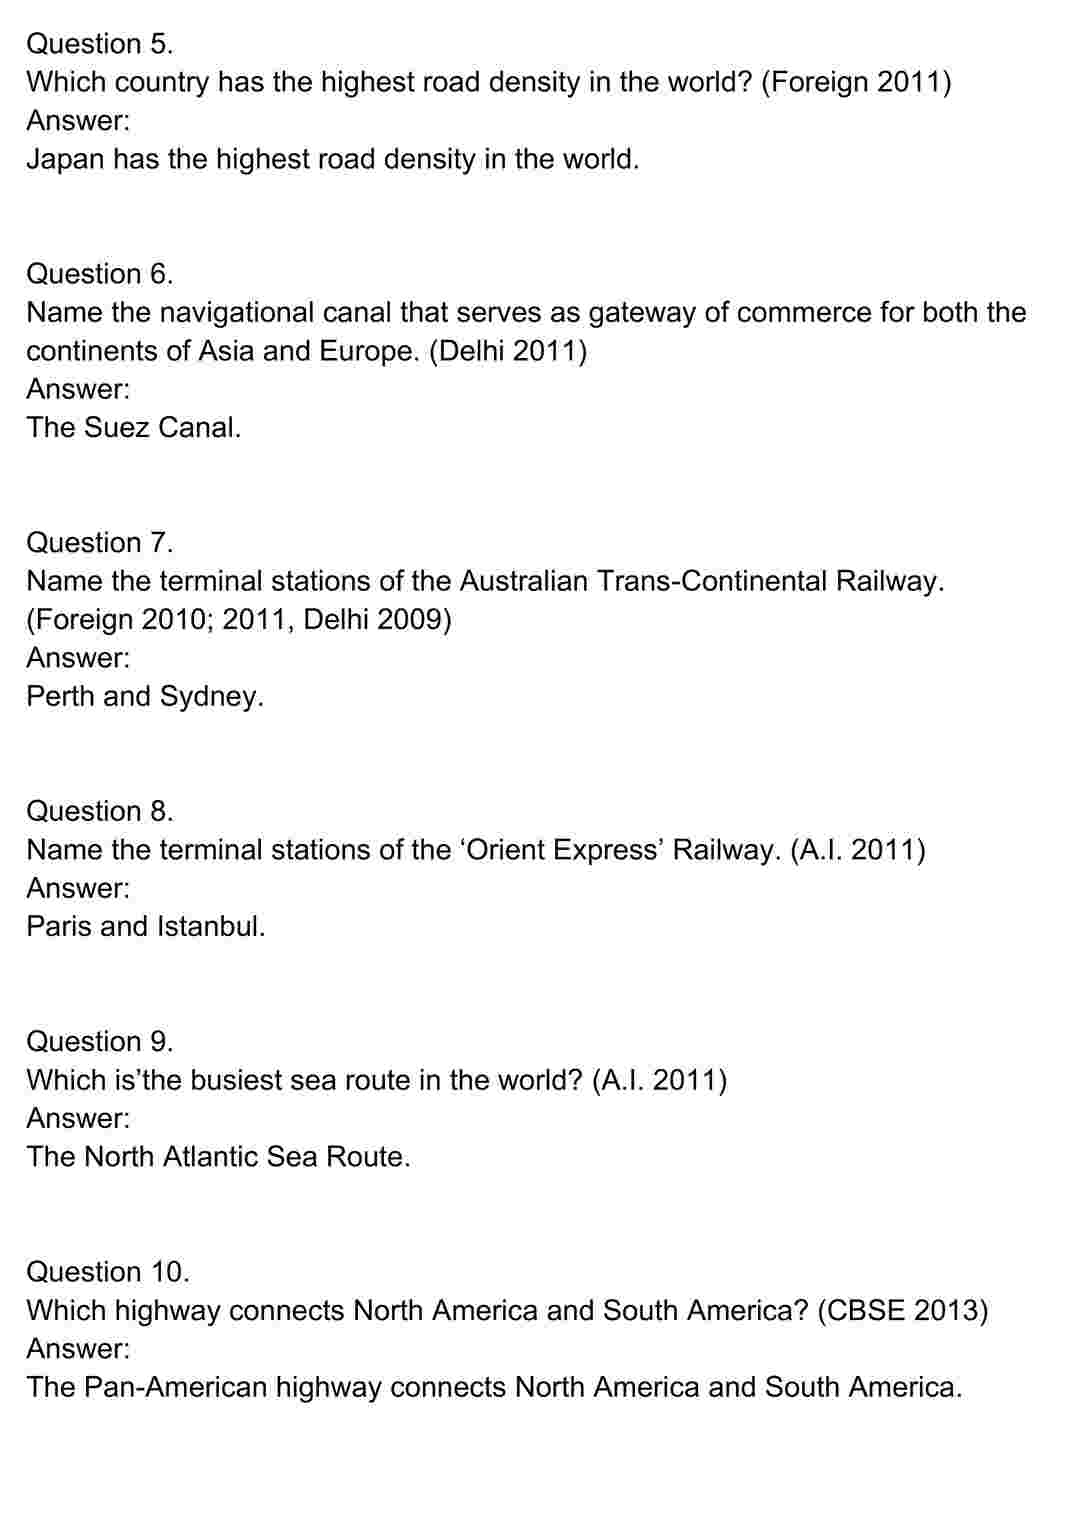 Question 5.
Which country has the highest road density in the world? (Foreign 2011)
Answer:
Japan has the highest road density in the world.
Question 6.
Name the navigational canal that serves as gateway of commerce for both the
continents of Asia and Europe. (Delhi 2011)
Answer:
The Suez Canal.
Question 7.
Name the terminal stations of the Australian Trans-Continental Railway.
(Foreign 2010; 2011, Delhi 2009)
Answer:
Perth and Sydney.
Question 8.
Name the terminal stations of the ‘Orient Express’ Railway. (A.I. 2011)
Answer:
Paris and Istanbul.
Question 9.
Which is’the busiest sea route in the world? (A.I. 2011)
Answer:
The North Atlantic Sea Route.
Question 10.
Which highway connects North America and South America? (CBSE 2013)
Answer:
The Pan-American highway connects North America and South America.